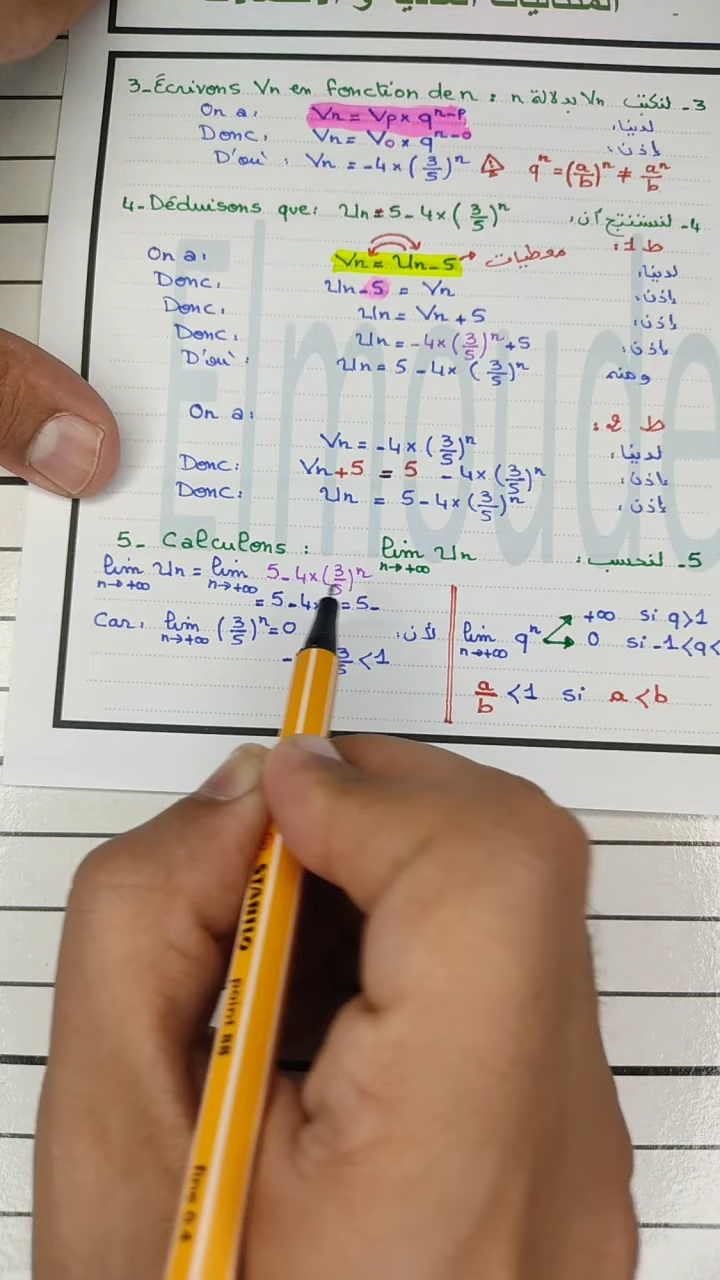 3-Écrivons Vn en fonction de n : n لنكتب Vn بدلالة -3
On a: Vn = Vp × q^n-p لدينا:
Donc: Vn = V0 × q^n-0 إذن:
D'où: Vn = -4 × (3/5)^n ⚠ q^n = (a/b)^n ≠ a^n/b
4-Déduisons que: Un = 5 - 4 × (3/5)^n 4- لنستنتج أن:
ط 1:
On a: Vn = Un - 5 → معطيات لدينا:
Donc: Un - 5 = Vn إذن:
Donc: Un = Vn + 5 إذن:
Donc: Un = -4 × (3/5)^n + 5 إذن:
D'où: Un = 5 - 4 × (3/5)^n ومنه
On a: ط 2:
Vn = -4 × (3/5)^n لدينا:
Donc: Vn + 5 = 5 - 4 × (3/5)^n إذن:
Donc: Un = 5 - 4 × (3/5)^n إذن:
5- Calculons: lim Un n→+∞ 5- لنحسب:
lim Un n→+∞ = lim n→+∞ 5 - 4 × (3/5)^n
= 5 - 4 = 5 -
Car: lim n→+∞ (3/5)^n = 0 لأن:
3/5 < 1
lim n→+∞ q^n +∞ si q > 1
0 si -1 < q <
a/b < 1 si a < b
Elmoude
STABILO point 88
fine 0,4